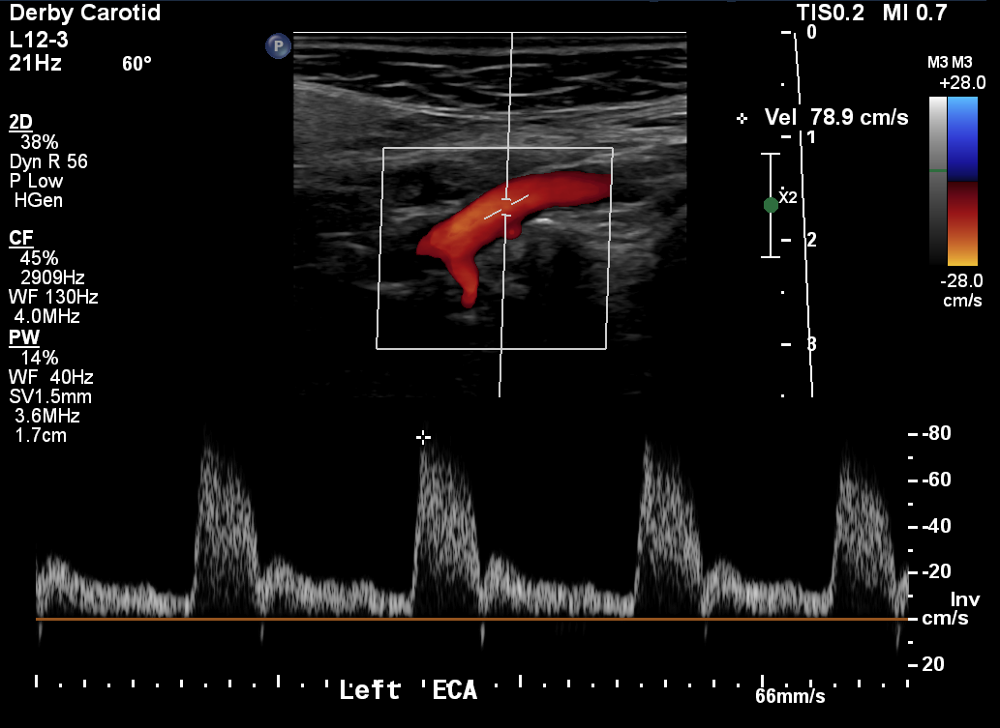 Derby Carotid
TIS0.2 MI 0.7
L12-3
21Hz 60°
P
0
M3 M3
+28.0
Vel 78.9 cm/s
1
2D
38%
Dyn R 56
P Low
HGen
X2
2
CF
45%
2909Hz
WF 130Hz
4.0MHz
-28.0
cm/s
3
PW
14%
WF 40Hz
SV1.5mm
3.6MHz
1.7cm
-80
-60
-40
-20
Inv
cm/s
20
Left ECA
66mm/s